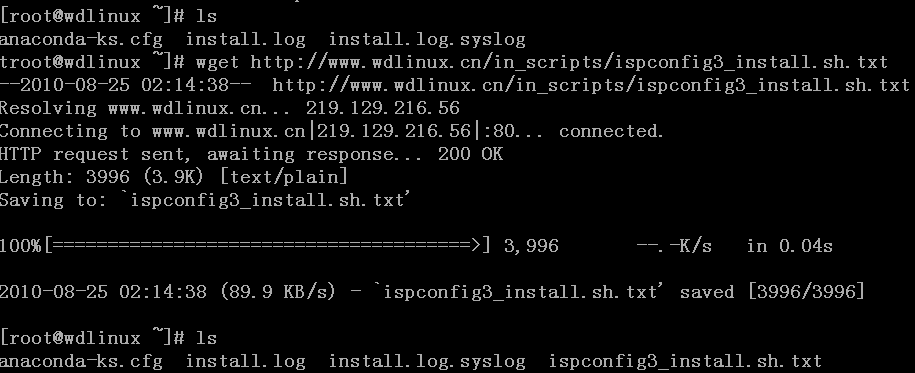 [root@wdlinux ~]# ls
anaconda-ks.cfg  install.log  install.log.syslog
troot@wdlinux ~]# wget http://www.wdlinux.cn/in_scripts/ispconfig3_install.sh.txt
--2010-08-25 02:14:38--  http://www.wdlinux.cn/in_scripts/ispconfig3_install.sh.txt
Resolving www.wdlinux.cn... 219.129.216.56
Connecting to www.wdlinux.cn|219.129.216.56|:80... connected.
HTTP request sent, awaiting response... 200 OK
Length: 3996 (3.9K) [text/plain]
Saving to: `ispconfig3_install.sh.txt'
100%[======================================>] 3,996       --.-K/s   in 0.04s
2010-08-25 02:14:38 (89.9 KB/s) - `ispconfig3_install.sh.txt' saved [3996/3996]
[root@wdlinux ~]# ls
anaconda-ks.cfg  install.log  install.log.syslog  ispconfig3_install.sh.txt